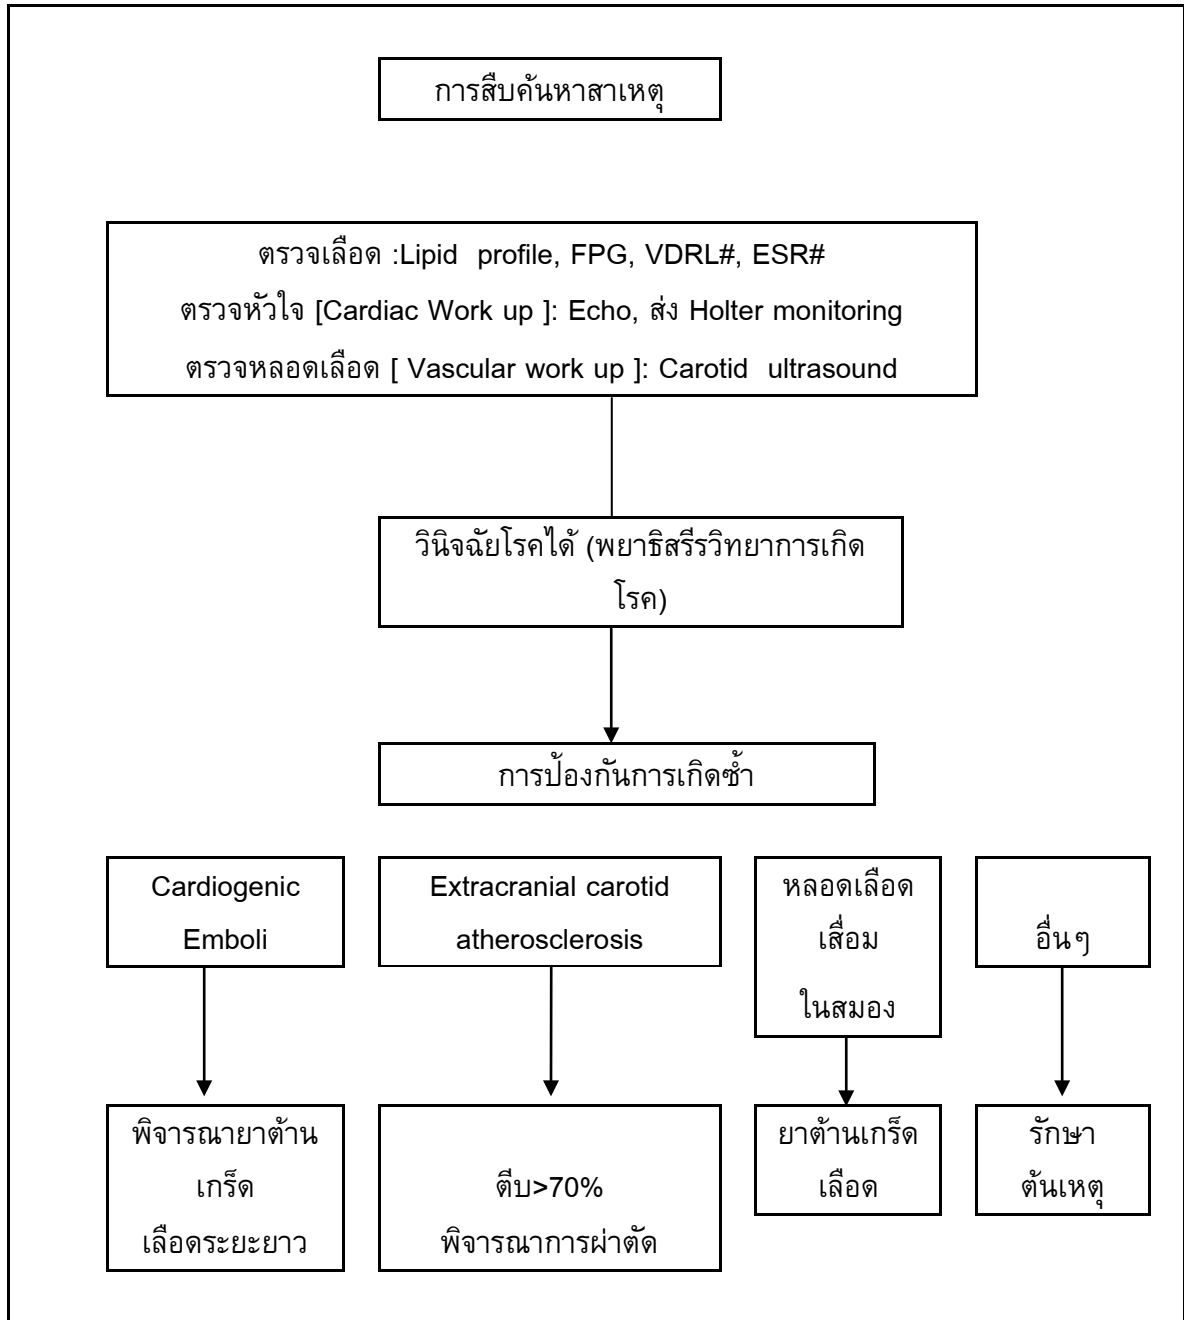 การสืบค้นหาสาเหตุ
ตรวจเลือด :Lipid profile, FPG, VDRL#, ESR#
ตรวจหัวใจ [Cardiac Work up ]: Echo, ส่ง Holter monitoring
ตรวจหลอดเลือด [ Vascular work up ]: Carotid ultrasound
วินิจฉัยโรคได้ (พยาธิสรีรวิทยาการเกิด
โรค)
การป้องกันการเกิดซ้ำ
Cardiogenic
Emboli
Extracranial carotid
atherosclerosis
หลอดเลือด
เสื่อม
ในสมอง
อื่นๆ
พิจารณายาต้าน
เกร็ด
เลือดระยะยาว
ตีบ>70%
พิจารณาการผ่าตัด
ยาต้านเกร็ด
เลือด
รักษา
ต้นเหตุ